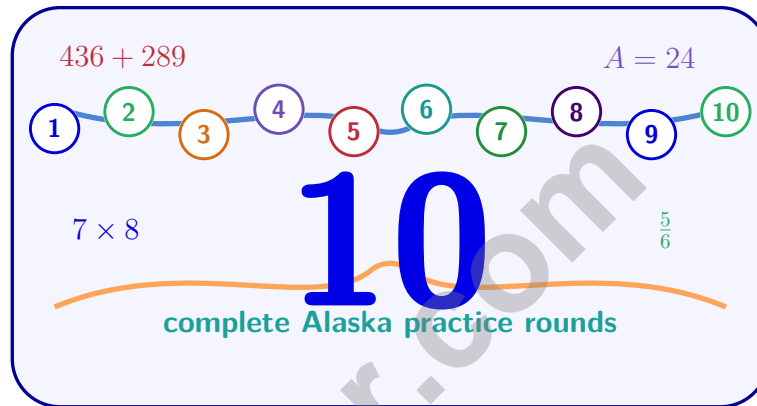 436 + 289
A = 24
1 2 3 4 5 6 7 8 9 10
10
7 × 8
5/6
complete Alaska practice rounds
r.com